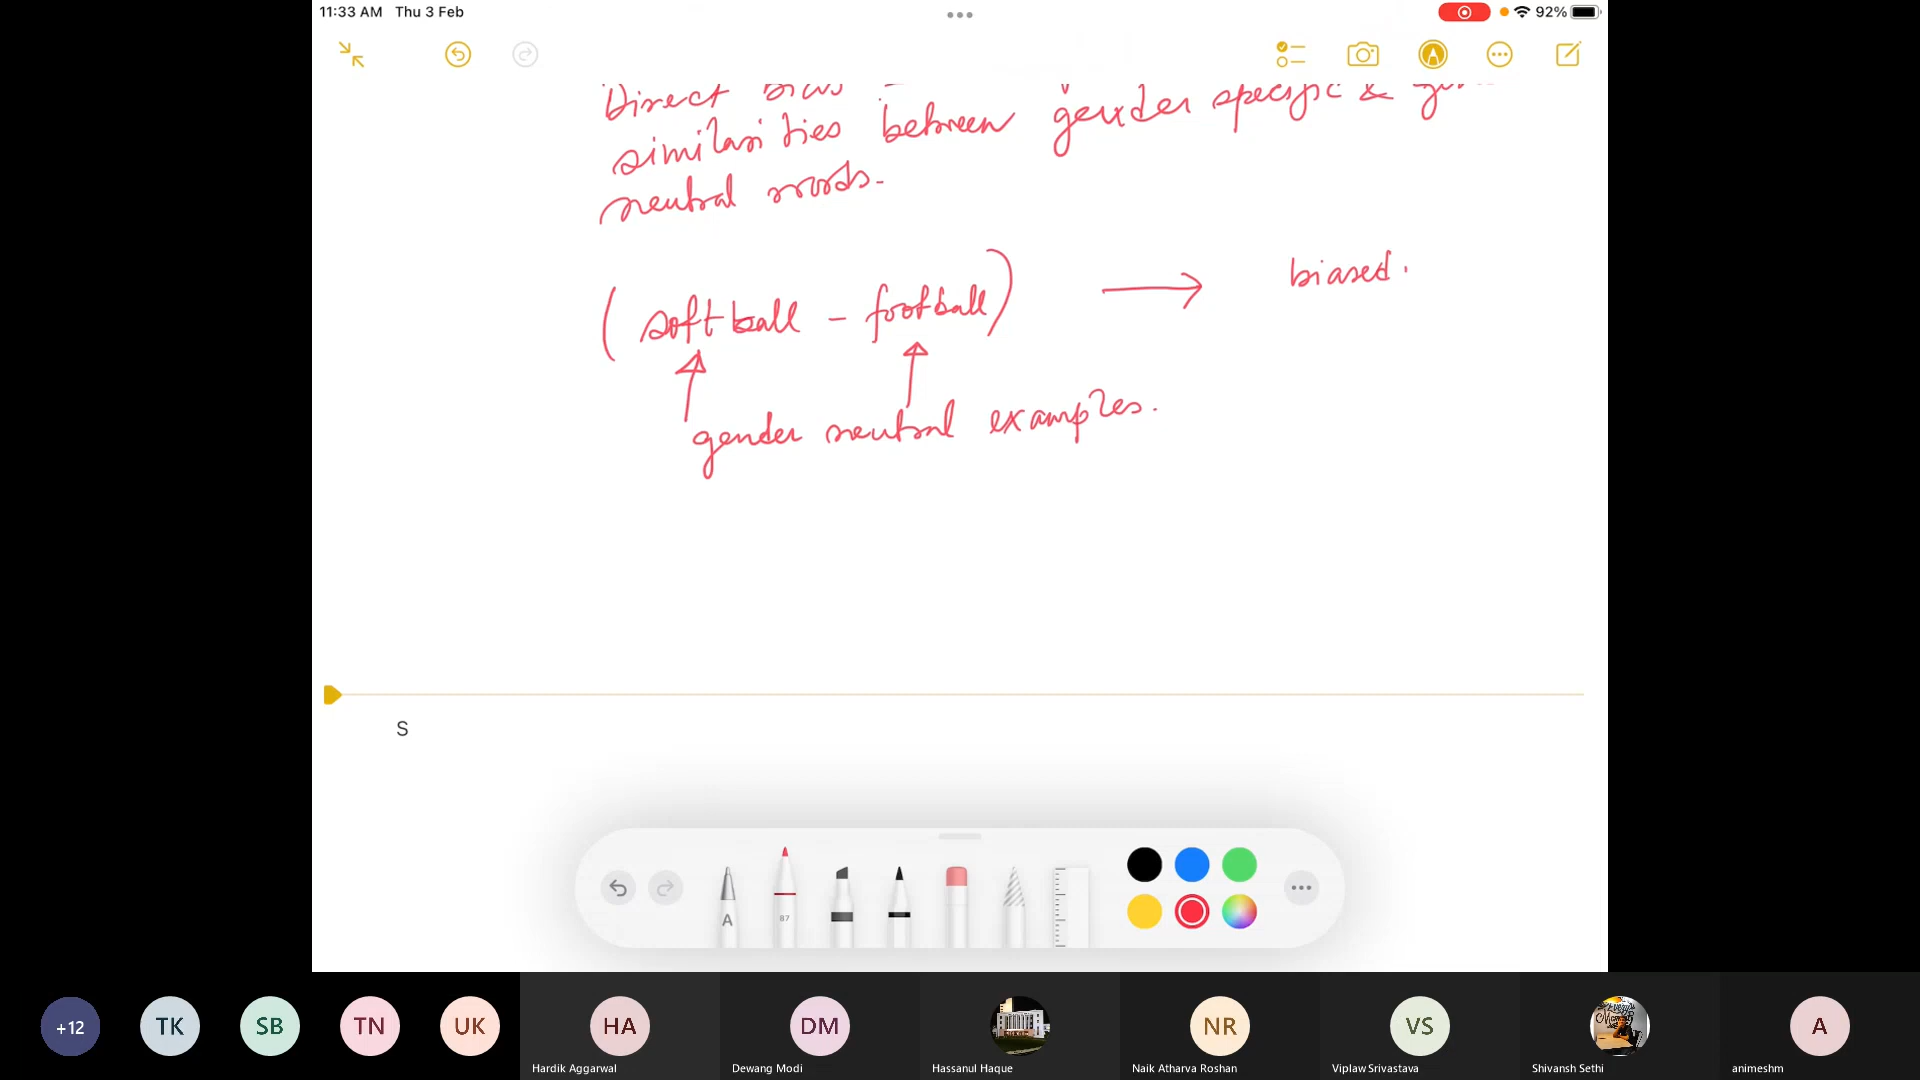 11:33 AM Thu 3 Feb
92%
Direct bias
similarities between gender specific &
neutral words.
(softball - football) → biased.
gender neutral examples.
S
A
87
+12
TK
SB
TN
UK
HA
DM
NR
VS
A
Hardik Aggarwal
Dewang Modi
Hassanul Haque
Naik Atharva Roshan
Viplaw Srivastava
Shivansh Sethi
animeshm